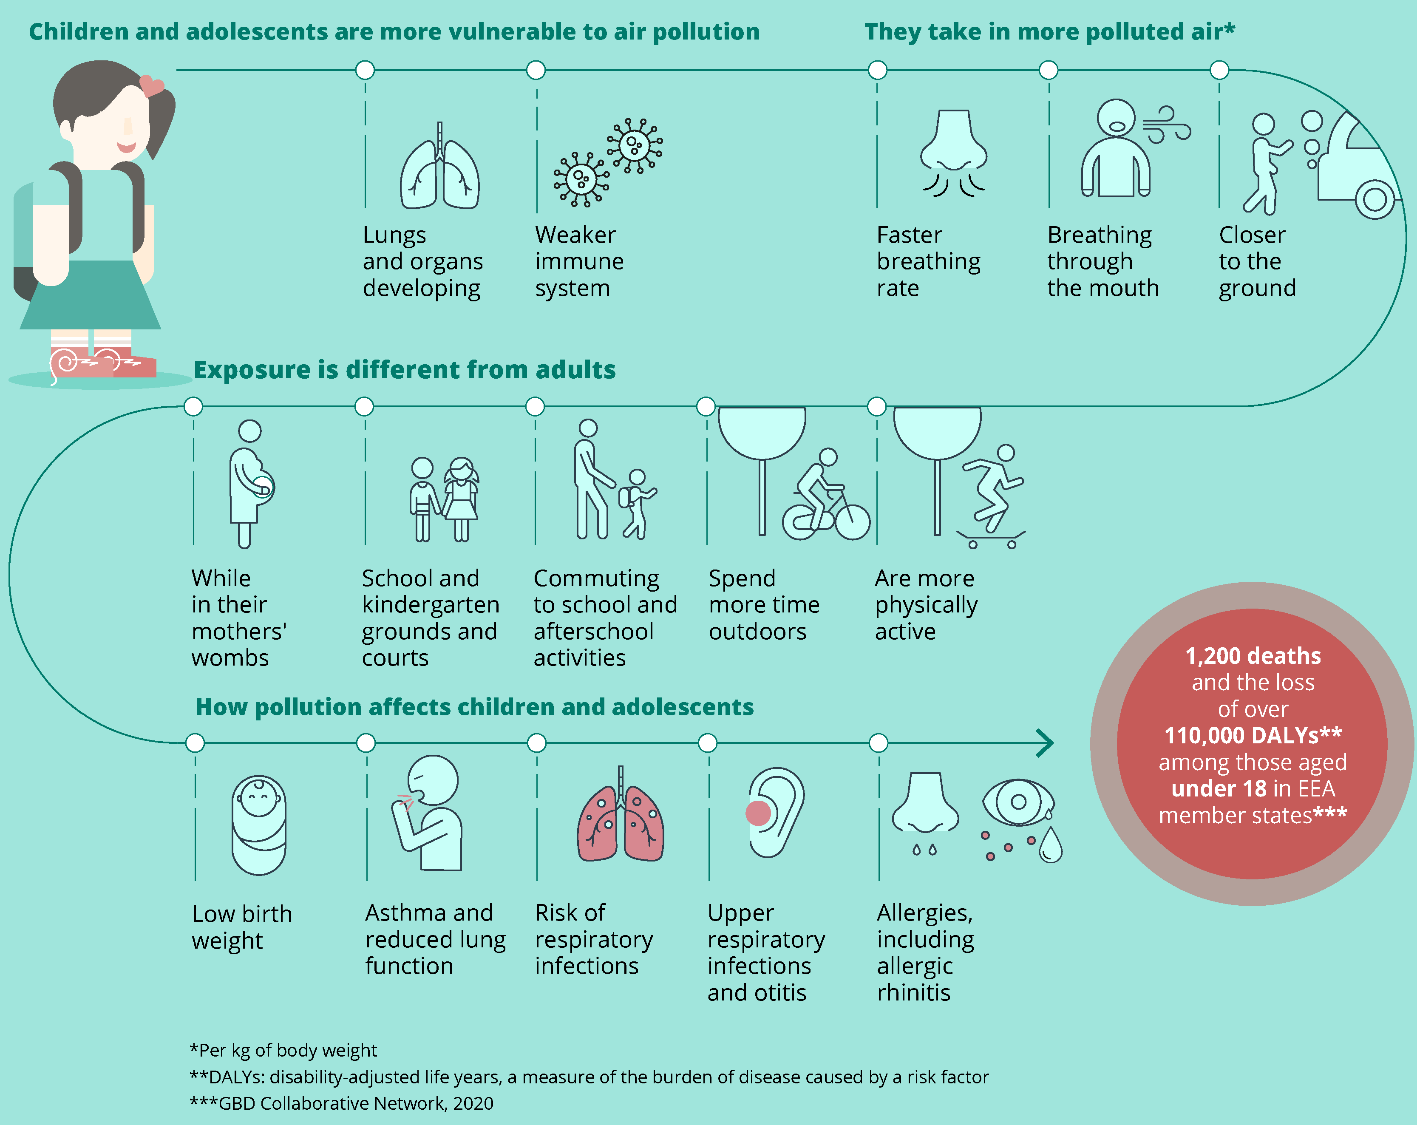 Children and adolescents are more vulnerable to air pollution
They take in more polluted air*
Lungs
and organs
developing
Weaker
immune
system
Faster
breathing
rate
Breathing
through
the mouth
Closer
to the
ground
Exposure is different from adults
While
in their
mothers'
wombs
School and
kindergarten
grounds and
courts
Commuting
to school and
afterschool
activities
Spend
more time
outdoors
Are more
physically
active
1,200 deaths
and the loss
of over
110,000 DALYs**
among those aged
under 18 in EEA
member states***
How pollution affects children and adolescents
Low birth
weight
Asthma and
reduced lung
function
Risk of
respiratory
infections
Upper
respiratory
infections
and otitis
Allergies,
including
allergic
rhinitis
*Per kg of body weight
**DALYs: disability-adjusted life years, a measure of the burden of disease caused by a risk factor
***GBD Collaborative Network, 2020